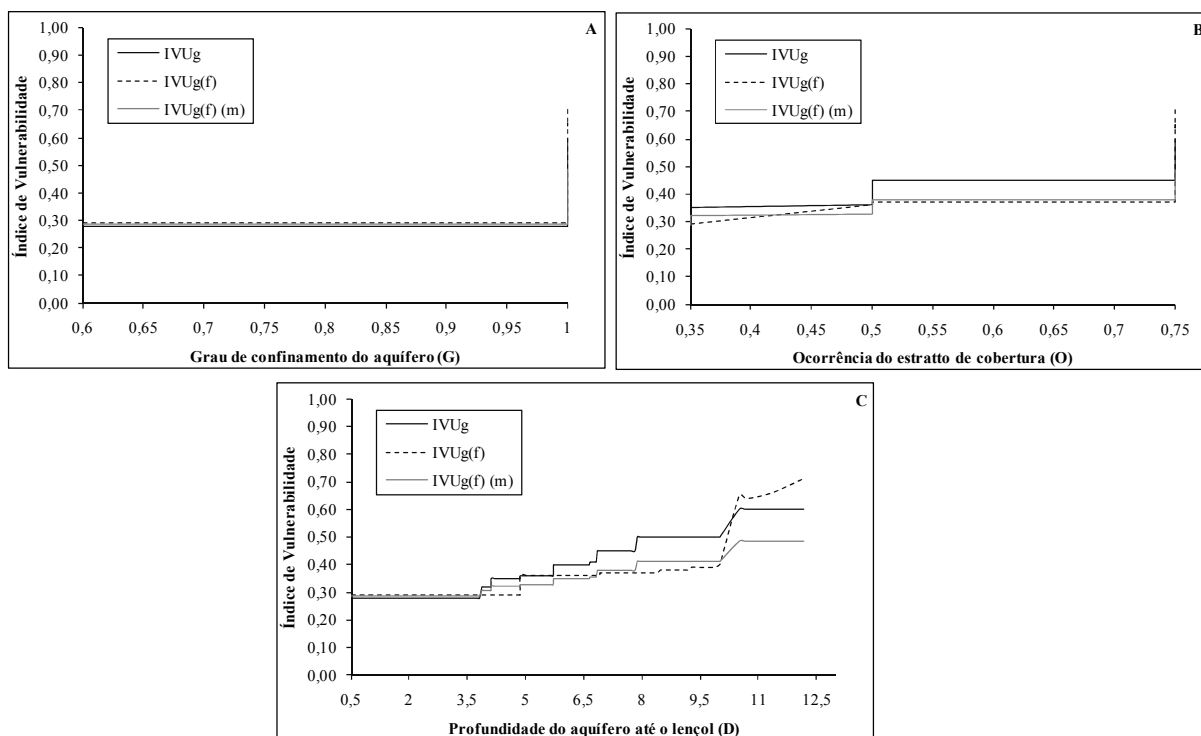 A
IVUg
IVUg(f)
IVUg(f) (m)
Índice de Vulnerabilidade
1,00
0,90
0,80
0,70
0,60
0,50
0,40
0,30
0,20
0,10
0,00
0,6 0,65 0,7 0,75 0,8 0,85 0,9 0,95 1
Grau de confinamento do aquífero (G)
B
IVUg
IVUg(f)
IVUg(f) (m)
Índice de Vulnerabilidade
1,00
0,90
0,80
0,70
0,60
0,50
0,40
0,30
0,20
0,10
0,00
0,35 0,4 0,45 0,5 0,55 0,6 0,65 0,7 0,75
Ocorrência do estratto de cobertura (O)
C
IVUg
IVUg(f)
IVUg(f) (m)
Índice de Vulnerabilidade
1,00
0,90
0,80
0,70
0,60
0,50
0,40
0,30
0,20
0,10
0,00
0,5 2 3,5 5 6,5 8 9,5 11 12,5
Profundidade do aquífero até o lençol (D)